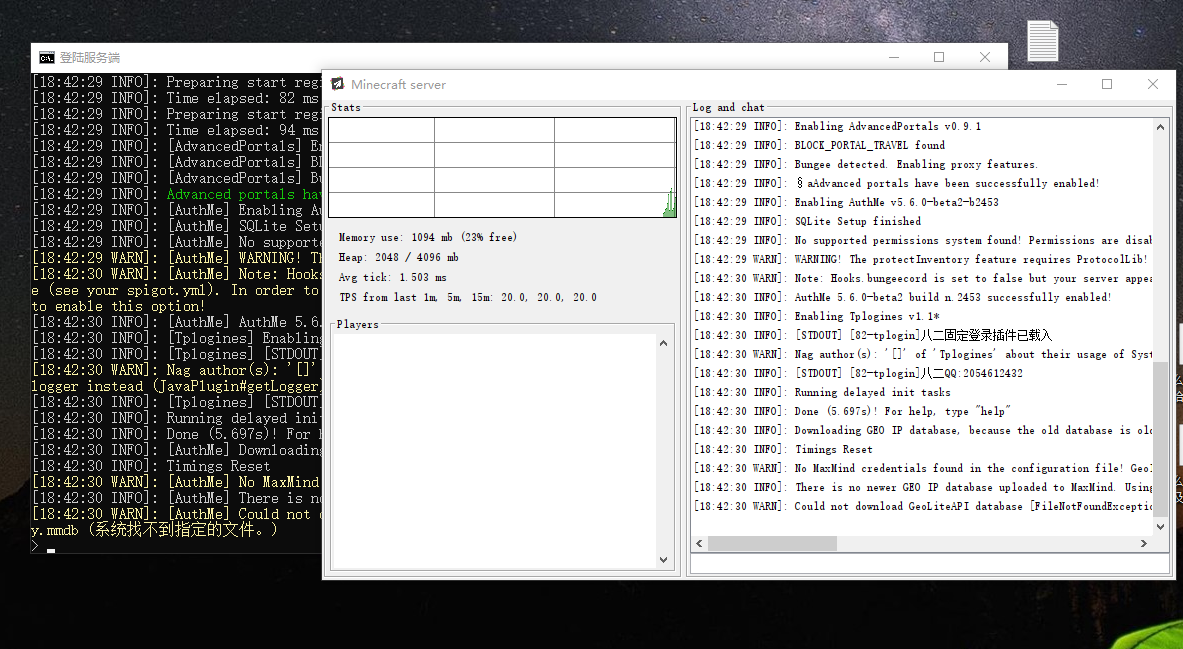 登陆服务端
[18:42:29 INFO]: Preparing start regi
[18:42:29 INFO]: Time elapsed: 82 ms
[18:42:29 INFO]: Preparing start regi
[18:42:29 INFO]: Time elapsed: 94 ms
[18:42:29 INFO]: [AdvancedPortals] En
[18:42:29 INFO]: [AdvancedPortals] Bl
[18:42:29 INFO]: [AdvancedPortals] Bu
[18:42:29 INFO]: Advanced portals hav
[18:42:29 INFO]: [AuthMe] Enabling Au
[18:42:29 INFO]: [AuthMe] SQLite Setu
[18:42:29 INFO]: [AuthMe] No supporte
[18:42:29 WARN]: [AuthMe] WARNING! Th
[18:42:30 WARN]: [AuthMe] Note: Hooks
e (see your spigot.yml). In order to
to enable this option!
[18:42:30 INFO]: [AuthMe] AuthMe 5.6.
[18:42:30 INFO]: [Tplogines] Enabling
[18:42:30 INFO]: [Tplogines] [STDOUT]
[18:42:30 WARN]: Nag author(s): '[]'
logger instead (JavaPlugin#getLogger)
[18:42:30 INFO]: [Tplogines] [STDOUT]
[18:42:30 INFO]: Running delayed init
[18:42:30 INFO]: Done (5.697s)! For h
[18:42:30 INFO]: [AuthMe] Downloading
[18:42:30 INFO]: Timings Reset
[18:42:30 WARN]: [AuthMe] No MaxMind
[18:42:30 INFO]: [AuthMe] There is no
[18:42:30 WARN]: [AuthMe] Could not d
y.mmdb (系统找不到指定的文件。)
>
Minecraft server
Stats
Memory use: 1094 mb (23% free)
Heap: 2048 / 4096 mb
Avg tick: 1.503 ms
TPS from last 1m, 5m, 15m: 20.0, 20.0, 20.0
Players
Log and chat
[18:42:29 INFO]: Enabling AdvancedPortals v0.9.1
[18:42:29 INFO]: BLOCK_PORTAL_TRAVEL found
[18:42:29 INFO]: Bungee detected. Enabling proxy features.
[18:42:29 INFO]: §aAdvanced portals have been successfully enabled!
[18:42:29 INFO]: Enabling AuthMe v5.6.0-beta2-b2453
[18:42:29 INFO]: SQLite Setup finished
[18:42:29 INFO]: No supported permissions system found! Permissions are disab
[18:42:29 WARN]: WARNING! The protectInventory feature requires ProtocolLib!
[18:42:30 WARN]: Note: Hooks.bungeecord is set to false but your server appea
[18:42:30 INFO]: AuthMe 5.6.0-beta2 build n.2453 successfully enabled!
[18:42:30 INFO]: Enabling Tplogines v1.1*
[18:42:30 INFO]: [STDOUT] [82-tplogin]八二固定登录插件已载入
[18:42:30 WARN]: Nag author(s): '[]' of 'Tplogines' about their usage of Syst
[18:42:30 INFO]: [STDOUT] [82-tplogin]八二QQ:2054612432
[18:42:30 INFO]: Running delayed init tasks
[18:42:30 INFO]: Done (5.697s)! For help, type "help"
[18:42:30 INFO]: Downloading GEO IP database, because the old database is old
[18:42:30 INFO]: Timings Reset
[18:42:30 WARN]: No MaxMind credentials found in the configuration file! GeoI
[18:42:30 INFO]: There is no newer GEO IP database uploaded to MaxMind. Using
[18:42:30 WARN]: Could not download GeoLiteAPI database [FileNotFoundExceptio